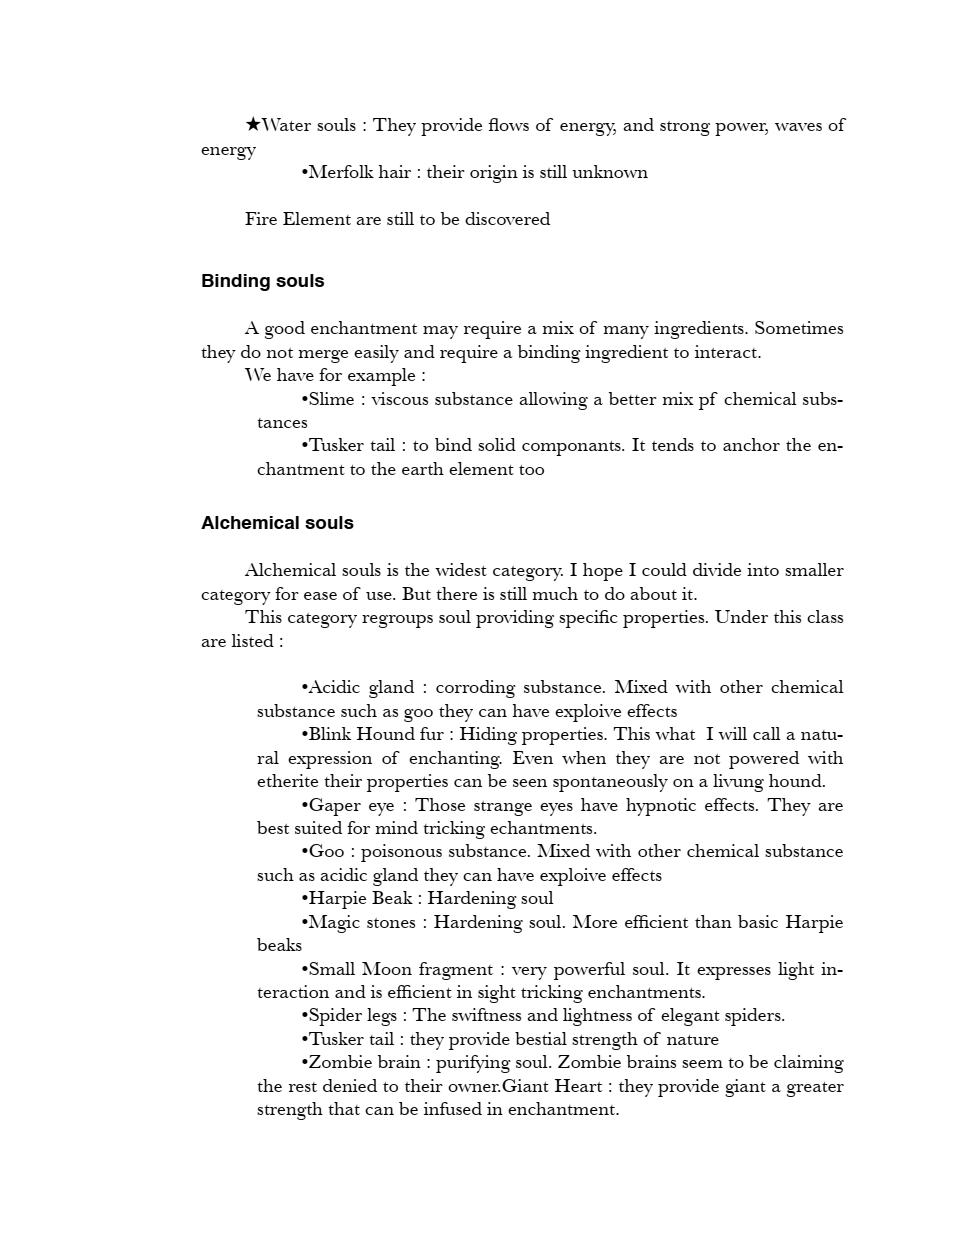 ★Water souls : They provide flows of energy, and strong power, waves of
energy
•Merfolk hair : their origin is still unknown
Fire Element are still to be discovered
Binding souls
A good enchantment may require a mix of many ingredients. Sometimes
they do not merge easily and require a binding ingredient to interact.
We have for example :
•Slime : viscous substance allowing a better mix pf chemical subs-
tances
•Tusker tail : to bind solid componants. It tends to anchor the en-
chantment to the earth element too
Alchemical souls
Alchemical souls is the widest category. I hope I could divide into smaller
category for ease of use. But there is still much to do about it.
This category regroups soul providing specific properties. Under this class
are listed :
•Acidic gland : corroding substance. Mixed with other chemical
substance such as goo they can have exploive effects
•Blink Hound fur : Hiding properties. This what I will call a natu-
ral expression of enchanting. Even when they are not powered with
etherite their properties can be seen spontaneously on a livung hound.
•Gaper eye : Those strange eyes have hypnotic effects. They are
best suited for mind tricking echantments.
•Goo : poisonous substance. Mixed with other chemical substance
such as acidic gland they can have exploive effects
•Harpie Beak : Hardening soul
•Magic stones : Hardening soul. More efficient than basic Harpie
beaks
•Small Moon fragment : very powerful soul. It expresses light in-
teraction and is efficient in sight tricking enchantments.
•Spider legs : The swiftness and lightness of elegant spiders.
•Tusker tail : they provide bestial strength of nature
•Zombie brain : purifying soul. Zombie brains seem to be claiming
the rest denied to their owner.Giant Heart : they provide giant a greater
strength that can be infused in enchantment.